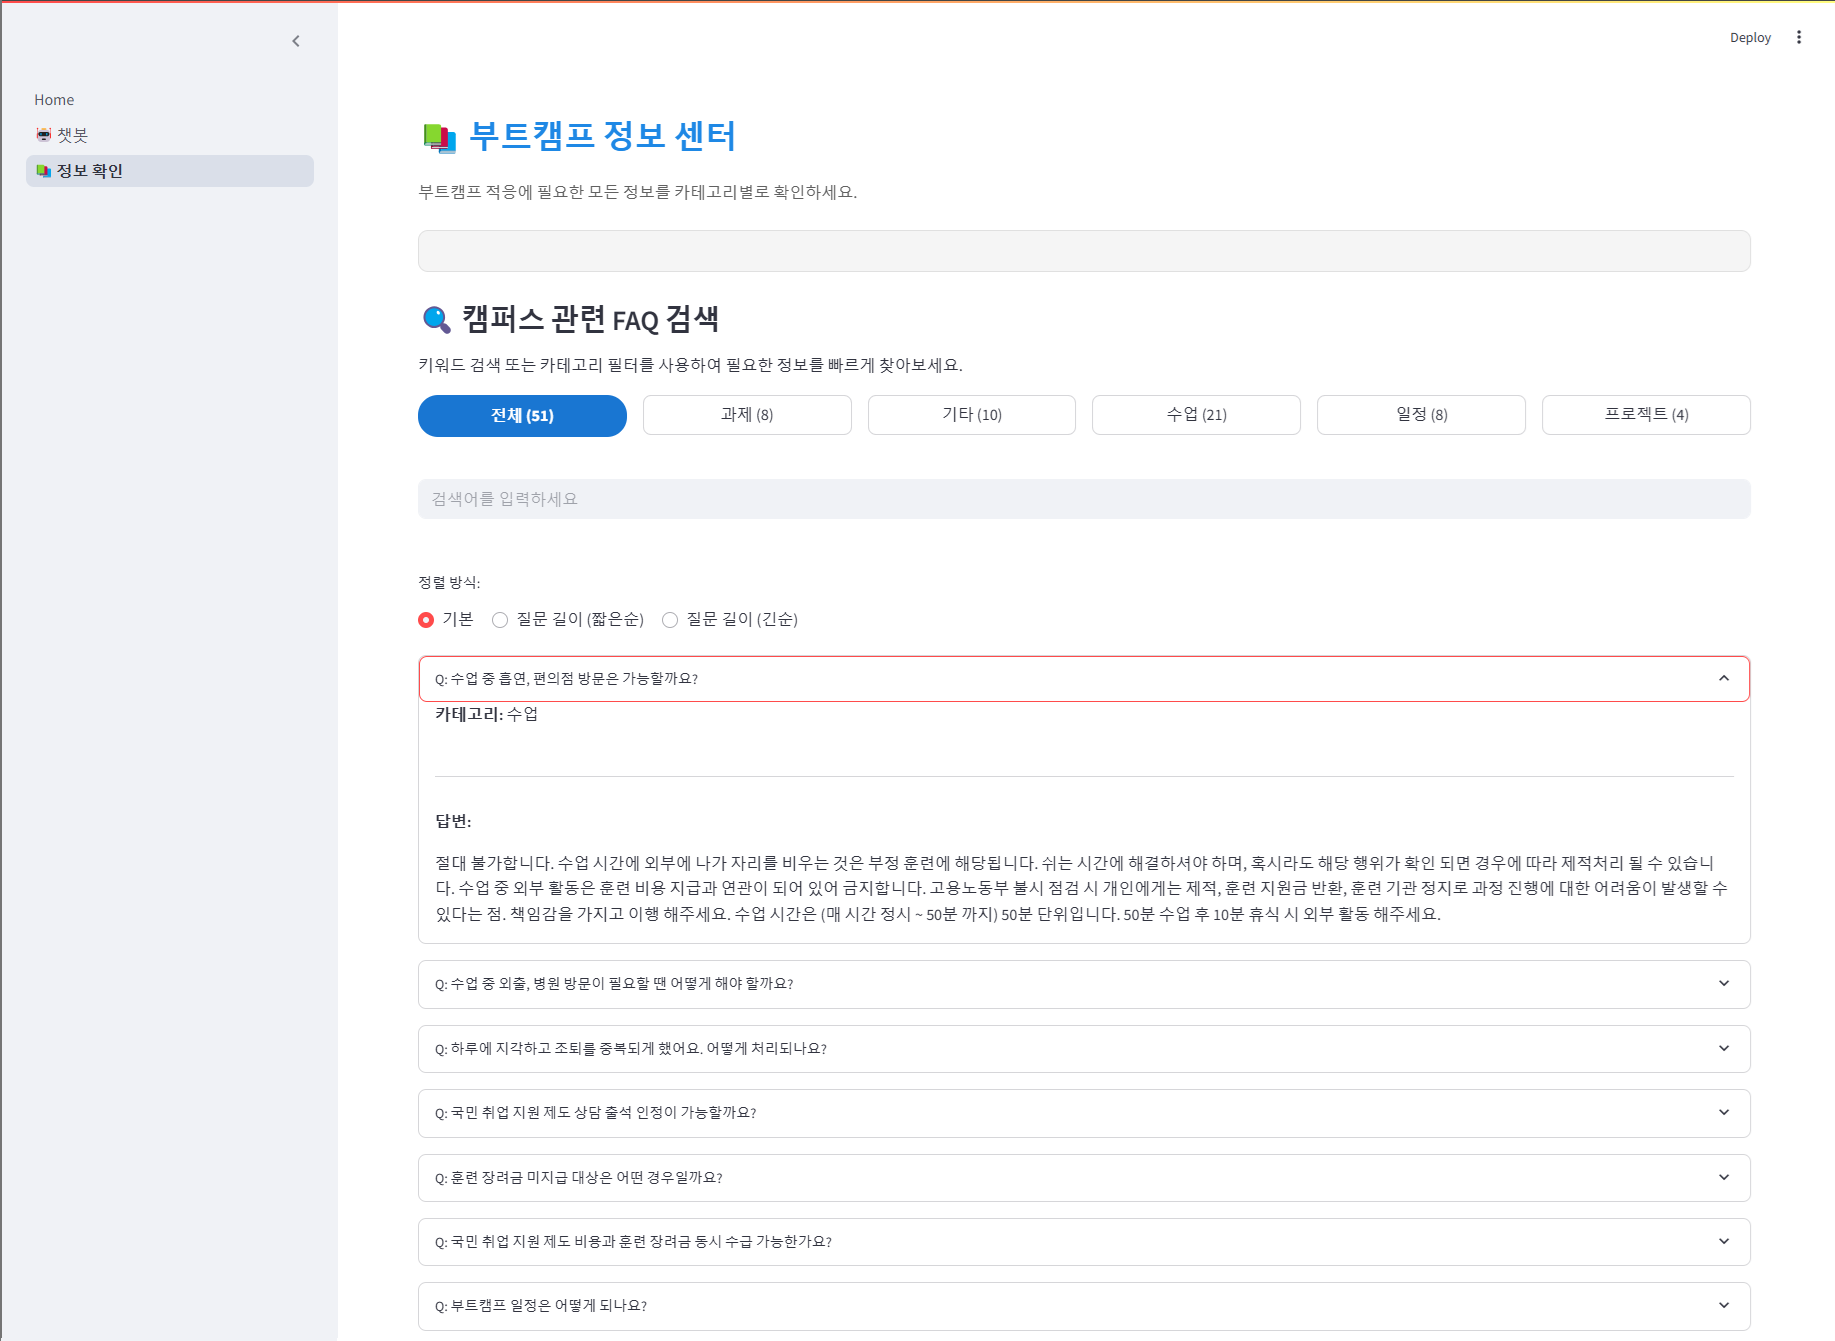 Deploy
Home
챗봇
정보 확인
부트캠프 정보 센터
부트캠프 적응에 필요한 모든 정보를 카테고리별로 확인하세요.
캠퍼스 관련 FAQ 검색
키워드 검색 또는 카테고리 필터를 사용하여 필요한 정보를 빠르게 찾아보세요.
전체 (51)
과제 (8)
기타 (10)
수업 (21)
일정 (8)
프로젝트 (4)
검색어를 입력하세요
정렬 방식:
기본
질문 길이 (짧은순)
질문 길이 (긴순)
Q: 수업 중 흡연, 편의점 방문은 가능할까요?
카테고리: 수업
답변:
절대 불가합니다. 수업 시간에 외부에 나가 자리를 비우는 것은 부정 훈련에 해당됩니다. 쉬는 시간에 해결하셔야 하며, 혹시라도 해당 행위가 확인 되면 경우에 따라 제적처리 될 수 있습니
다. 수업 중 외부 활동은 훈련 비용 지급과 연관이 되어 있어 금지합니다. 고용노동부 불시 점검 시 개인에게는 제적, 훈련 지원금 반환, 훈련 기관 정지로 과정 진행에 대한 어려움이 발생할 수
있다는 점. 책임감을 가지고 이행 해주세요. 수업 시간은 (매 시간 정시 ~ 50분 까지) 50분 단위입니다. 50분 수업 후 10분 휴식 시 외부 활동 해주세요.
Q: 수업 중 외출, 병원 방문이 필요할 땐 어떻게 해야 할까요?
Q: 하루에 지각하고 조퇴를 중복되게 했어요. 어떻게 처리되나요?
Q: 국민 취업 지원 제도 상담 출석 인정이 가능할까요?
Q: 훈련 장려금 미지급 대상은 어떤 경우일까요?
Q: 국민 취업 지원 제도 비용과 훈련 장려금 동시 수급 가능한가요?
Q: 부트캠프 일정은 어떻게 되나요?